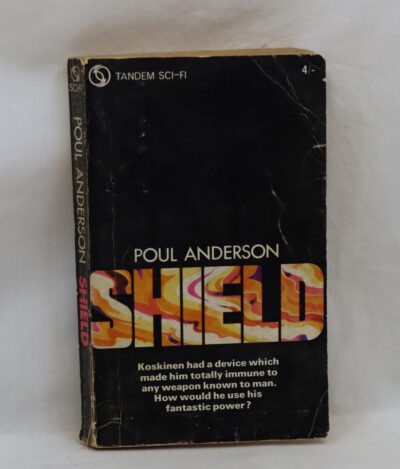 TANDEM SCI-FI
4/-
POUL ANDERSON
SHIELD
Koskinen had a device which
made him totally immune to
any weapon known to man.
How would he use his
fantastic power?
POUL ANDERSON SHIELD